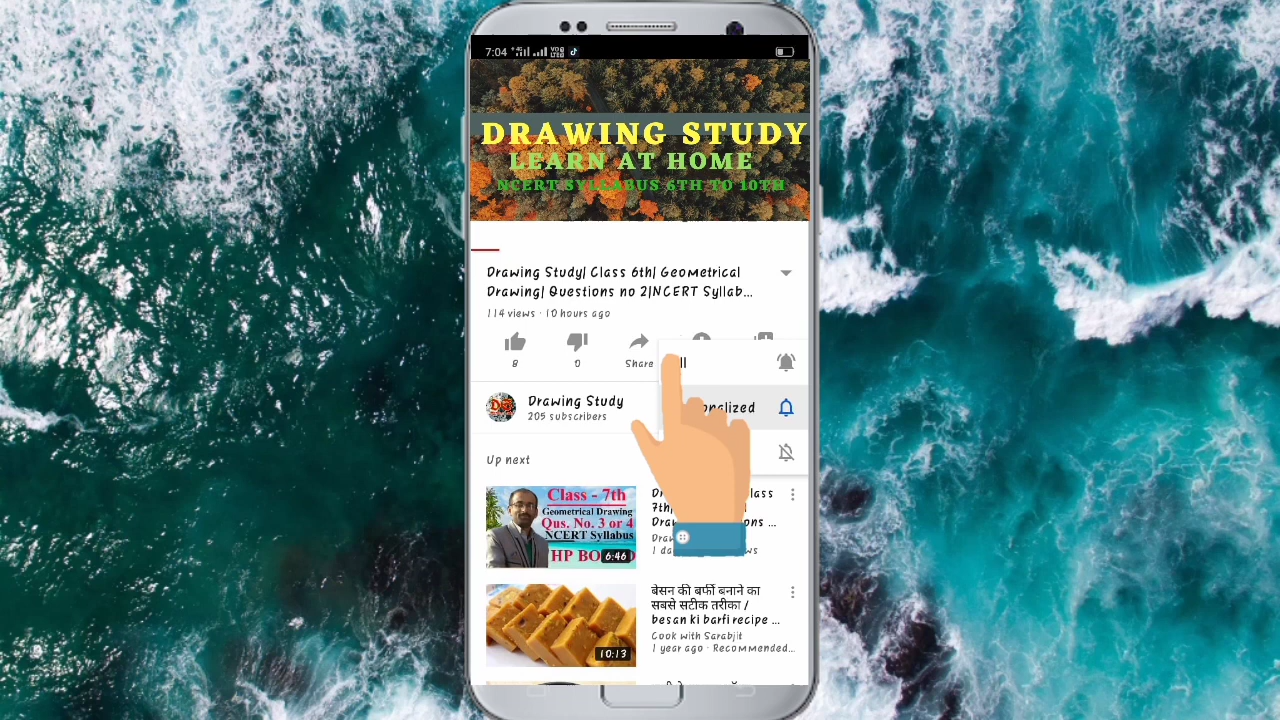 7:04
DRAWING STUDY
LEARN AT HOME
NCERT SYLLABUS 6TH TO 10TH
Drawing Study| Class 6th| Geometrical
Drawing| Questions no 2|NCERT Syllab...
114 views · 10 hours ago
8
0
Share
Drawing Study
205 subscribers
Up next
Class - 7th
Geometrical Drawing
Qus. No. 3 or 4
NCERT Syllabus
HP
6:46
7th|
बेसन की बर्फी बनाने का
सबसे सटीक तरीका /
besan ki barfi recipe ...
Cook with Sarabjit
1 year ago · Recommended...
10:13